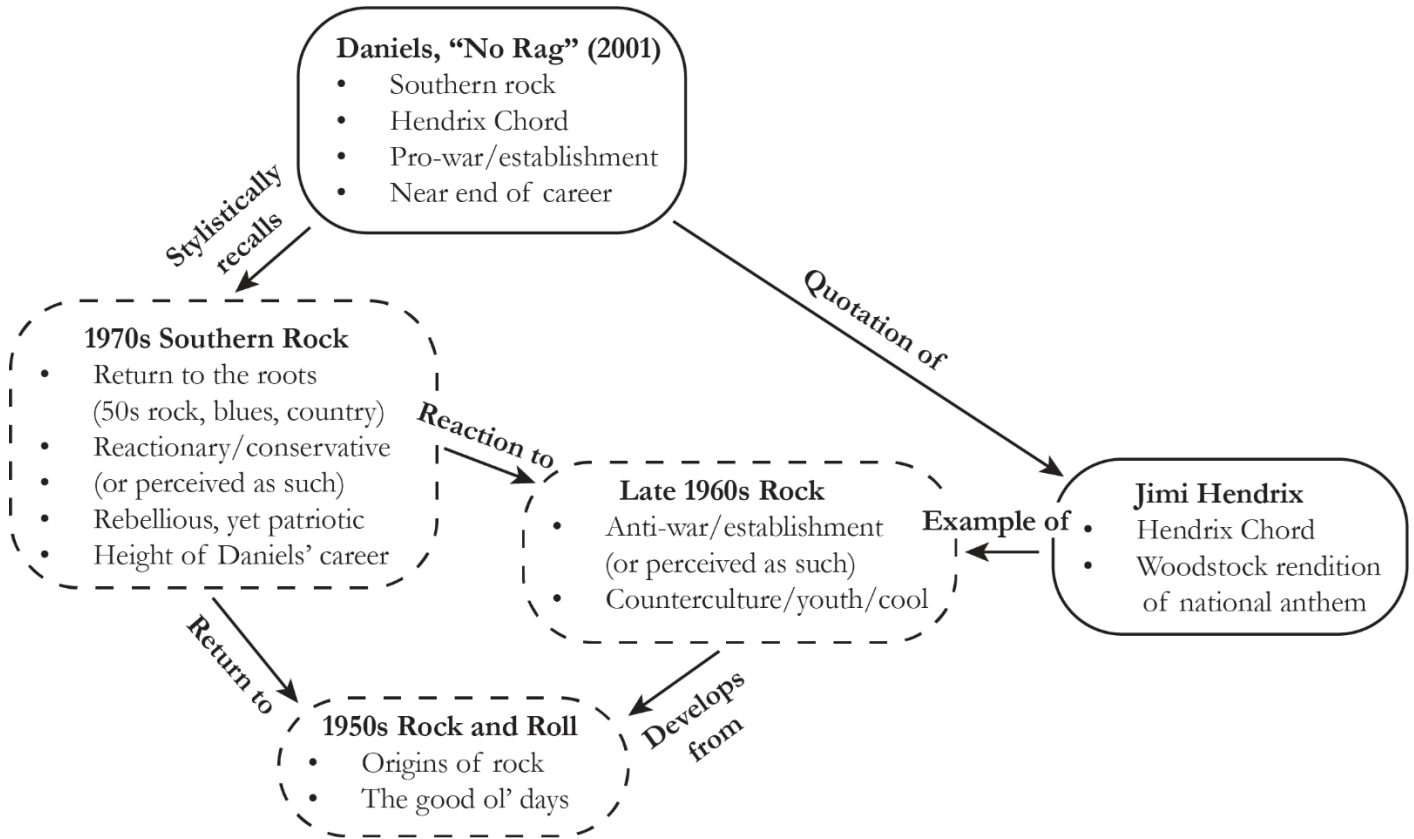 Daniels, “No Rag” (2001)
• Southern rock
• Hendrix Chord
• Pro-war/establishment
• Near end of career
Stylistically
recalls
Quotation of
1970s Southern Rock
• Return to the roots
(50s rock, blues, country)
• Reactionary/conservative
• (or perceived as such)
• Rebellious, yet patriotic
• Height of Daniels’ career
Reaction to
Late 1960s Rock
• Anti-war/establishment
(or perceived as such)
• Counterculture/youth/cool
Example of
Jimi Hendrix
• Hendrix Chord
• Woodstock rendition
of national anthem
Return to
Develops
from
1950s Rock and Roll
• Origins of rock
• The good ol’ days